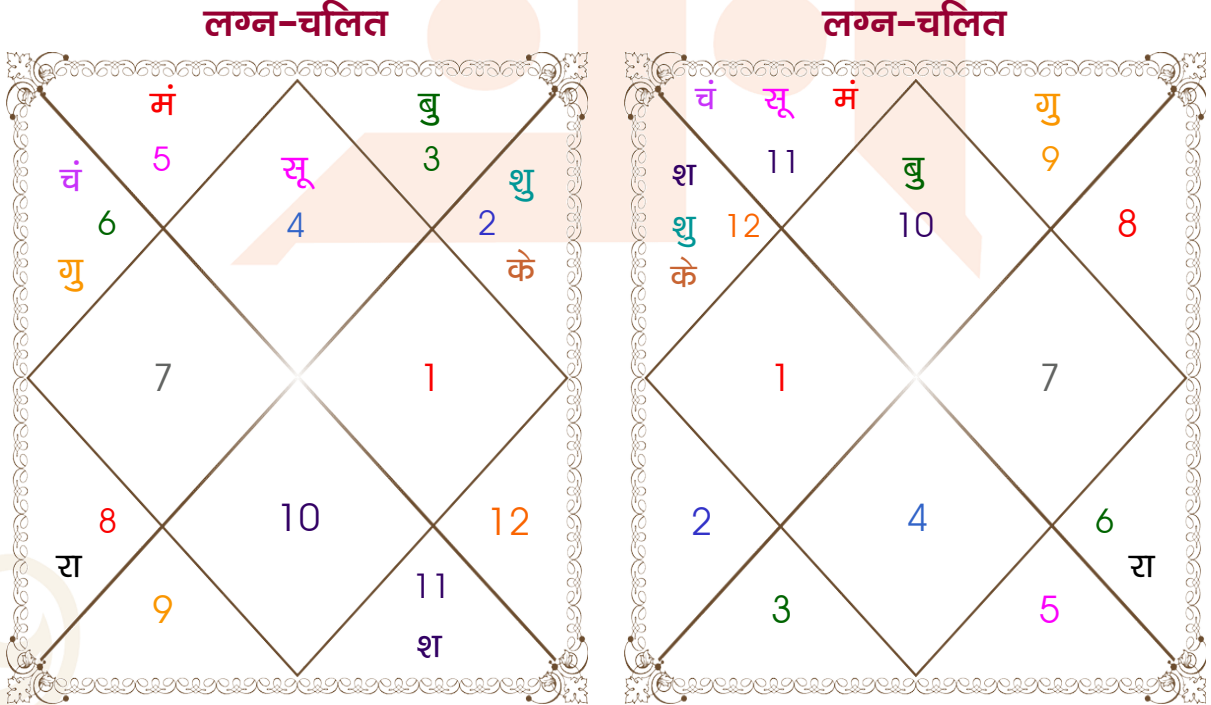 लग्न-चलित
मं
बु
चं
5
सू
3
शु
6
4
2
गु
के
7
1
8
10
12
रा
9
11
श
लग्न-चलित
चं सू मं
गु
श
11
बु
9
शु 12
10
8
के
1
7
2
4
6
रा
3
5